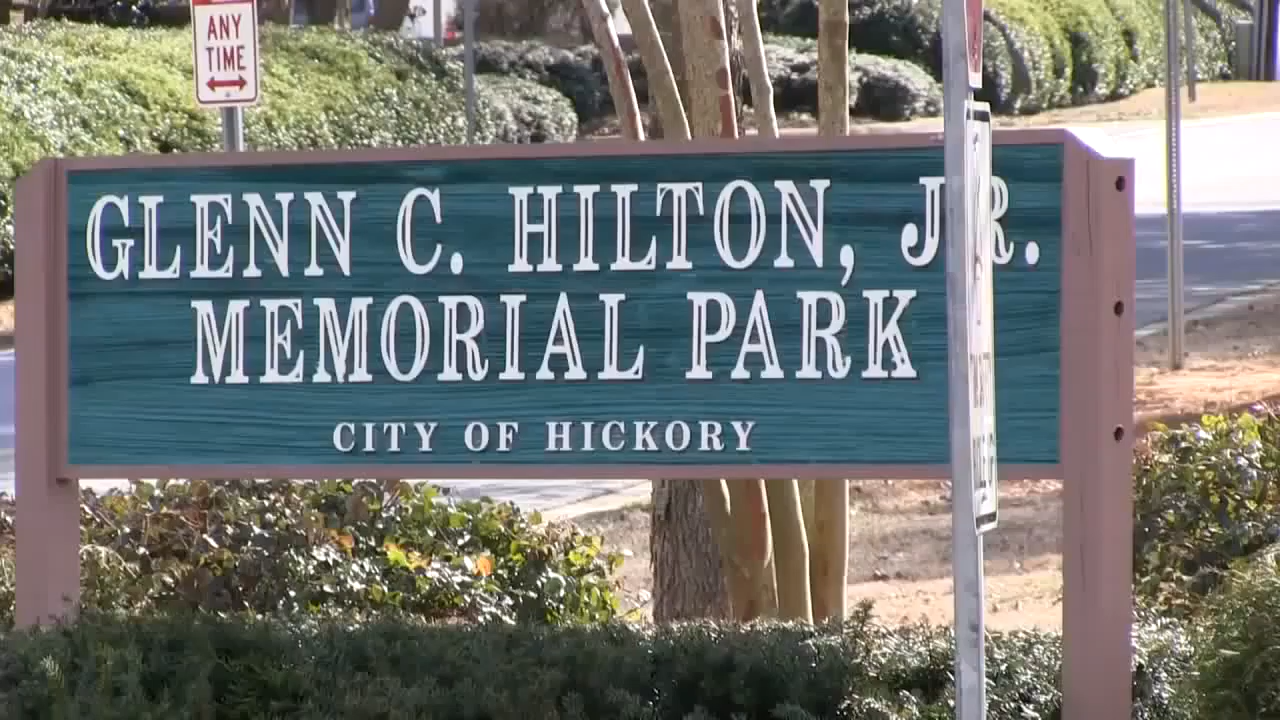 ANY
TIME
GLENN C. HILTON, JR.
MEMORIAL PARK
CITY OF HICKORY